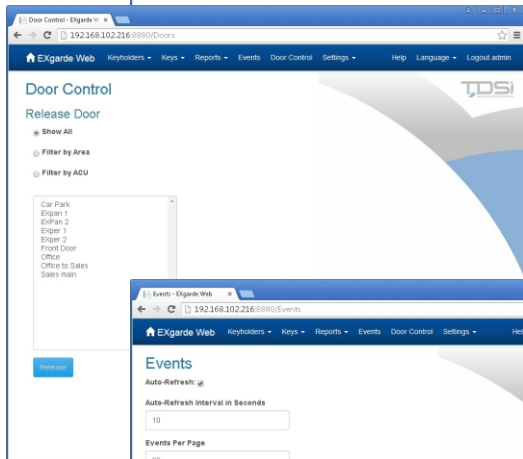 Door Control - EXgarde W
192.168.102.216:8880/Doors
EXgarde Web Keyholders Keys Reports Events Door Control Settings Help Language Logout admin
Door Control
TDSi
Release Door
Show All
Filter by Area
Filter by ACU
Car Park
EXpan 1
EXPan 2
EXper 1
EXper 2
Front Door
Office
Office to Sales
Sales main
Release
Events - EXgarde Web
192.168.102.216:8880/Events
EXgarde Web Keyholders Keys Reports Events Door Control Settings
Events
Auto-Refresh:
Auto-Refresh Interval in Seconds
10
Events Per Page